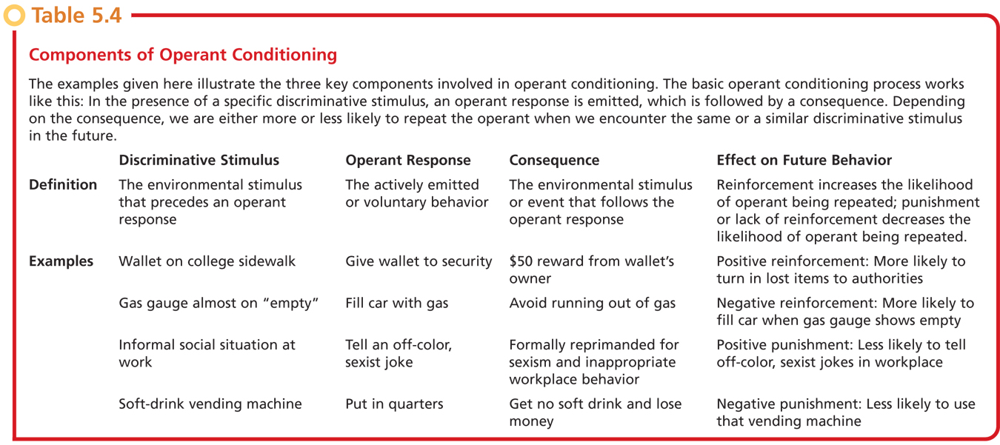 Table 5.4
Components of Operant Conditioning
The examples given here illustrate the three key components involved in operant conditioning. The basic operant conditioning process works
like this: In the presence of a specific discriminative stimulus, an operant response is emitted, which is followed by a consequence. Depending
on the consequence, we are either more or less likely to repeat the operant when we encounter the same or a similar discriminative stimulus
in the future.
Discriminative Stimulus Operant Response Consequence Effect on Future Behavior
Definition The environmental stimulus The actively emitted The environmental stimulus Reinforcement increases the likelihood
that precedes an operant or voluntary behavior or event that follows the of operant being repeated; punishment
response operant response or lack of reinforcement decreases the
likelihood of operant being repeated.
Examples Wallet on college sidewalk Give wallet to security $50 reward from wallet’s Positive reinforcement: More likely to
owner turn in lost items to authorities
Gas gauge almost on “empty” Fill car with gas Avoid running out of gas Negative reinforcement: More likely to
fill car when gas gauge shows empty
Informal social situation at Tell an off-color, Formally reprimanded for Positive punishment: Less likely to tell
work sexist joke sexism and inappropriate off-color, sexist jokes in workplace
workplace behavior
Soft-drink vending machine Put in quarters Get no soft drink and lose Negative punishment: Less likely to use
money that vending machine